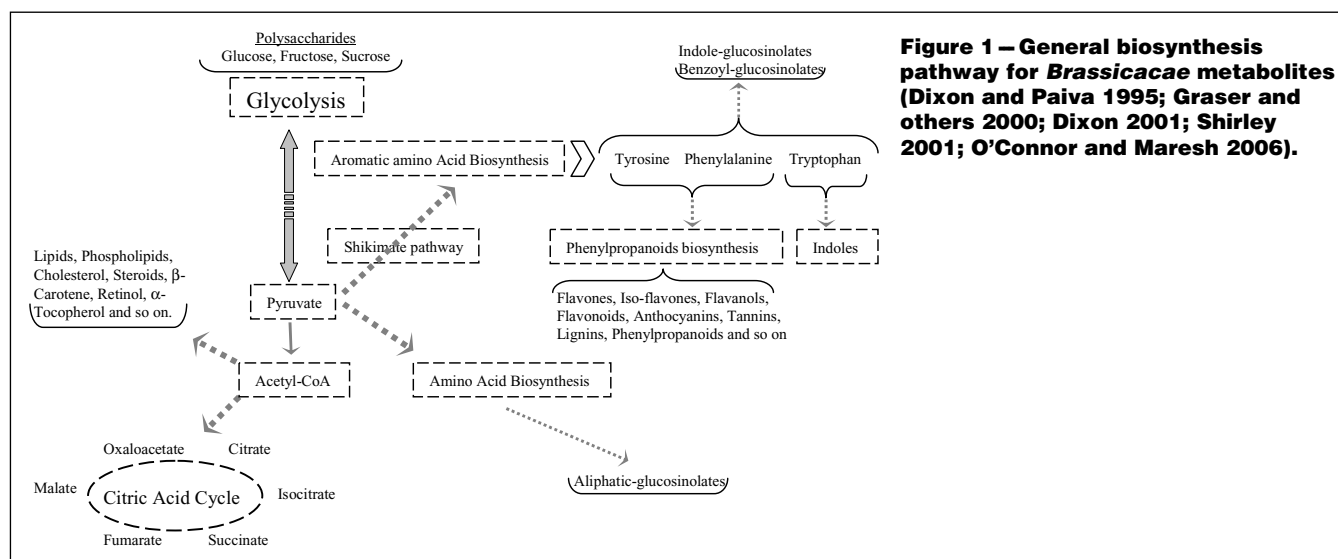 Polysaccharides
Glucose, Fructose, Sucrose
Glycolysis
Indole-glucosinolates
Benzoyl-glucosinolates
Figure 1 — General biosynthesis
pathway for Brassicacae metabolites
(Dixon and Paiva 1995; Graser and
others 2000; Dixon 2001; Shirley
2001; O'Connor and Maresh 2006).
Aromatic amino Acid Biosynthesis
Tyrosine Phenylalanine Tryptophan
Shikimate pathway
Phenylpropanoids biosynthesis
Indoles
Lipids, Phospholipids,
Cholesterol, Steroids, β-
Carotene, Retinol, α-
Tocopherol and so on.
Pyruvate
Flavones, Iso-flavones, Flavanols,
Flavonoids, Anthocyanins, Tannins,
Lignins, Phenylpropanoids and so on
Acetyl-CoA
Amino Acid Biosynthesis
Oxaloacetate Citrate
Malate
Citric Acid Cycle
Isocitrate
Fumarate Succinate
Aliphatic-glucosinolates